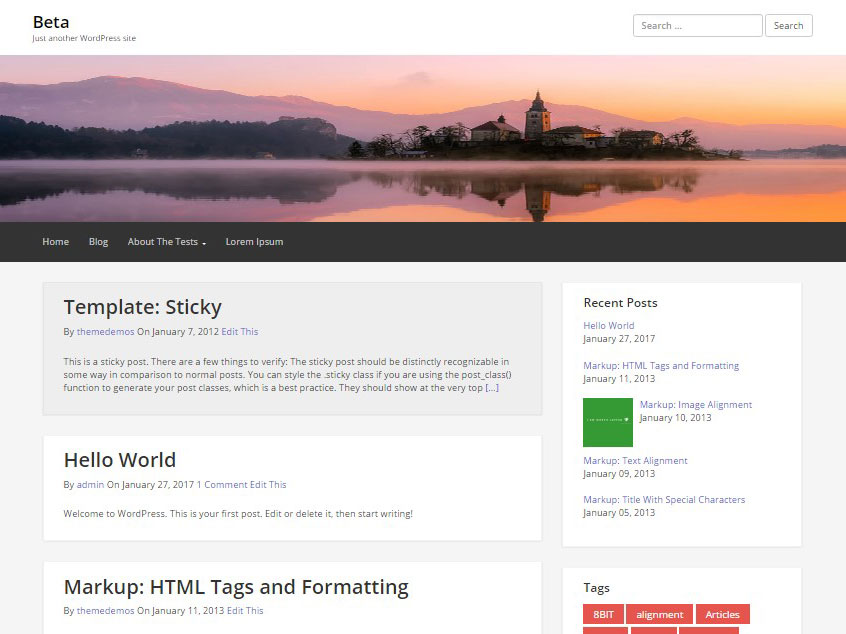 Beta
Just another WordPress site
Search ...
Search
Home
Blog
About The Tests
Lorem Ipsum
Template: Sticky
By themedemos On January 7, 2012 Edit This
This is a sticky post. There are a few things to verify: The sticky post should be distinctly recognizable in
some way in comparison to normal posts. You can style the .sticky class if you are using the post_class()
function to generate your post classes, which is a best practice. They should show at the very top [...]
Hello World
By admin On January 27, 2017 1 Comment Edit This
Welcome to WordPress. This is your first post. Edit or delete it, then start writing!
Markup: HTML Tags and Formatting
By themedemos On January 11, 2013 Edit This
Recent Posts
Hello World
January 27, 2017
Markup: HTML Tags and Formatting
January 11, 2013
Markup: Image Alignment
January 10, 2013
Markup: Text Alignment
January 09, 2013
Markup: Title With Special Characters
January 05, 2013
Tags
8BIT
alignment
Articles